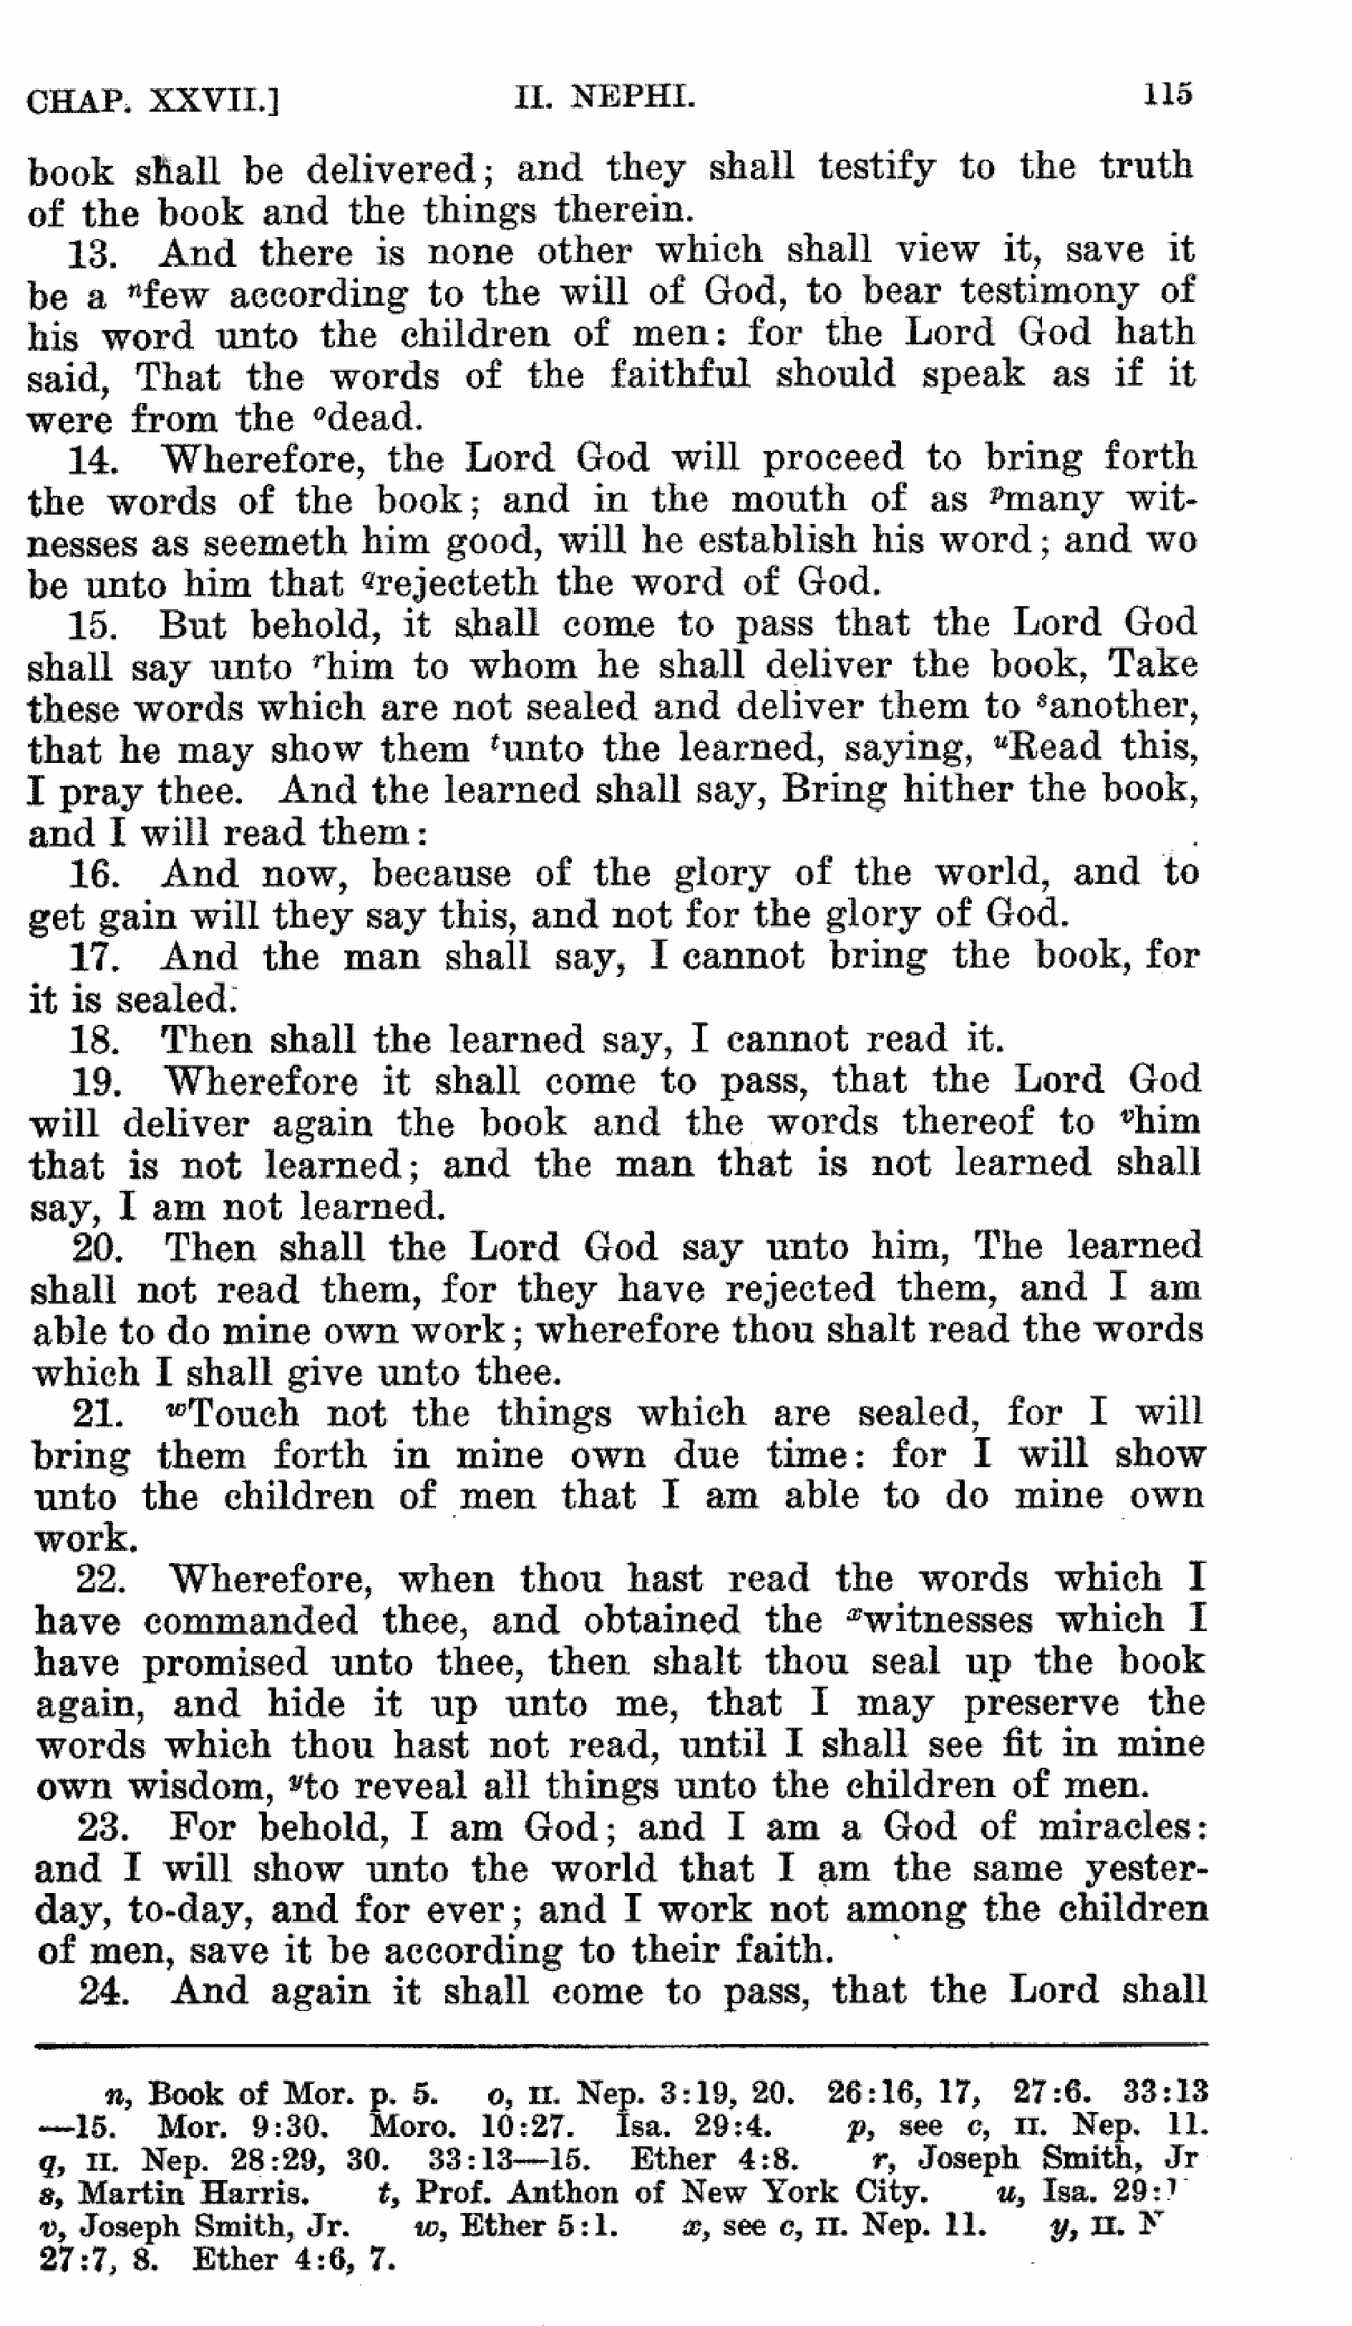 CHAP. XXVII.] II. NEPHI. 115
book shall be delivered; and they shall testify to the truth
of the book and the things therein.
13. And there is none other which shall view it, save it
be a ⁿfew according to the will of God, to bear testimony of
his word unto the children of men: for the Lord God hath
said, That the words of the faithful should speak as if it
were from the ᵒdead.
14. Wherefore, the Lord God will proceed to bring forth
the words of the book; and in the mouth of as ᵖmany wit-
nesses as seemeth him good, will he establish his word; and wo
be unto him that qrejecteth the word of God.
15. But behold, it shall come to pass that the Lord God
shall say unto ʳhim to whom he shall deliver the book, Take
these words which are not sealed and deliver them to ˢanother,
that he may show them ᵗunto the learned, saying, ᵘRead this,
I pray thee. And the learned shall say, Bring hither the book,
and I will read them:
16. And now, because of the glory of the world, and to
get gain will they say this, and not for the glory of God.
17. And the man shall say, I cannot bring the book, for
it is sealed.
18. Then shall the learned say, I cannot read it.
19. Wherefore it shall come to pass, that the Lord God
will deliver again the book and the words thereof to ᵛhim
that is not learned; and the man that is not learned shall
say, I am not learned.
20. Then shall the Lord God say unto him, The learned
shall not read them, for they have rejected them, and I am
able to do mine own work; wherefore thou shalt read the words
which I shall give unto thee.
21. ʷTouch not the things which are sealed, for I will
bring them forth in mine own due time: for I will show
unto the children of men that I am able to do mine own
work.
22. Wherefore, when thou hast read the words which I
have commanded thee, and obtained the ˣwitnesses which I
have promised unto thee, then shalt thou seal up the book
again, and hide it up unto me, that I may preserve the
words which thou hast not read, until I shall see fit in mine
own wisdom, ʸto reveal all things unto the children of men.
23. For behold, I am God; and I am a God of miracles:
and I will show unto the world that I am the same yester-
day, to-day, and for ever; and I work not among the children
of men, save it be according to their faith.
24. And again it shall come to pass, that the Lord shall
n, Book of Mor. p. 5. o, II. Nep. 3:19, 20. 26:16, 17, 27:6. 33:13
—15. Mor. 9:30. Moro. 10:27. Isa. 29:4. p, see c, II. Nep. 11.
q, II. Nep. 28:29, 30. 33:13—15. Ether 4:8. r, Joseph Smith, Jr
s, Martin Harris. t, Prof. Anthon of New York City. u, Isa. 29:
v, Joseph Smith, Jr. w, Ether 5:1. x, see c, II. Nep. 11. y, II.
27:7, 8. Ether 4:6, 7.